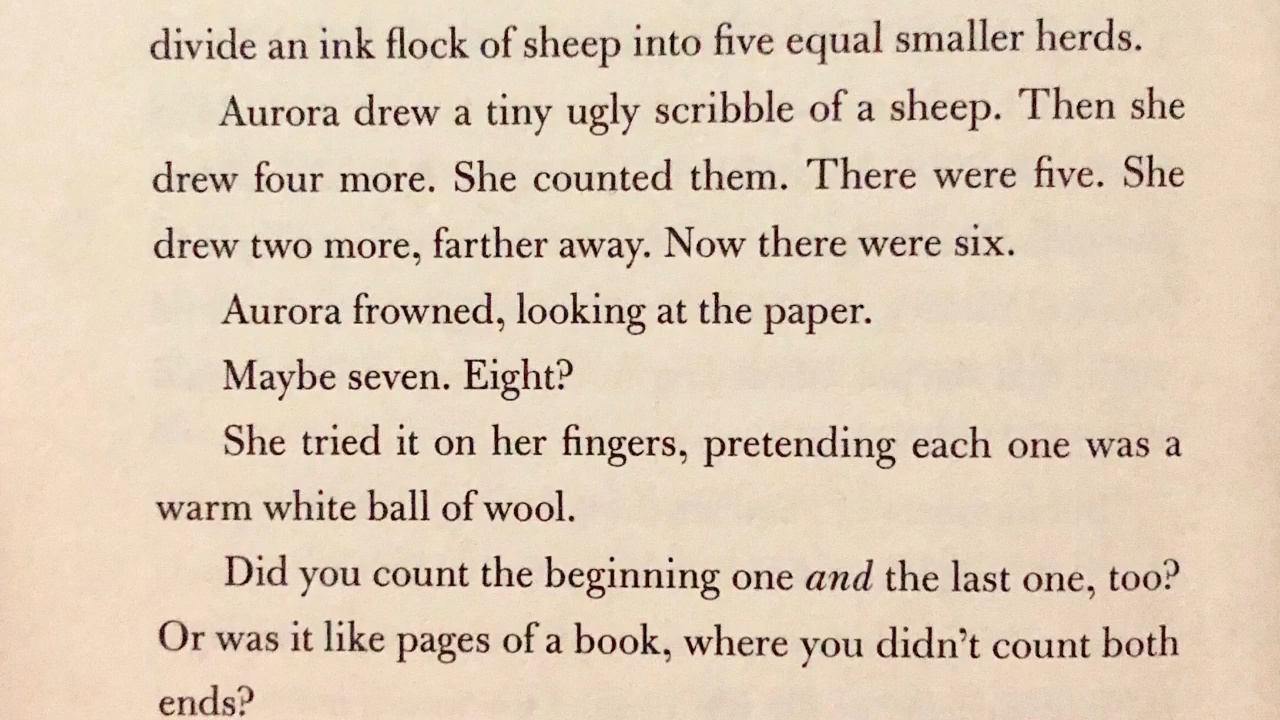 divide an ink flock of sheep into five equal smaller herds.
Aurora drew a tiny ugly scribble of a sheep. Then she
drew four more. She counted them. There were five. She
drew two more, farther away. Now there were six.
Aurora frowned, looking at the paper.
Maybe seven. Eight?
She tried it on her fingers, pretending each one was a
warm white ball of wool.
Did you count the beginning one and the last one, too?
Or was it like pages of a book, where you didn’t count both
ends?